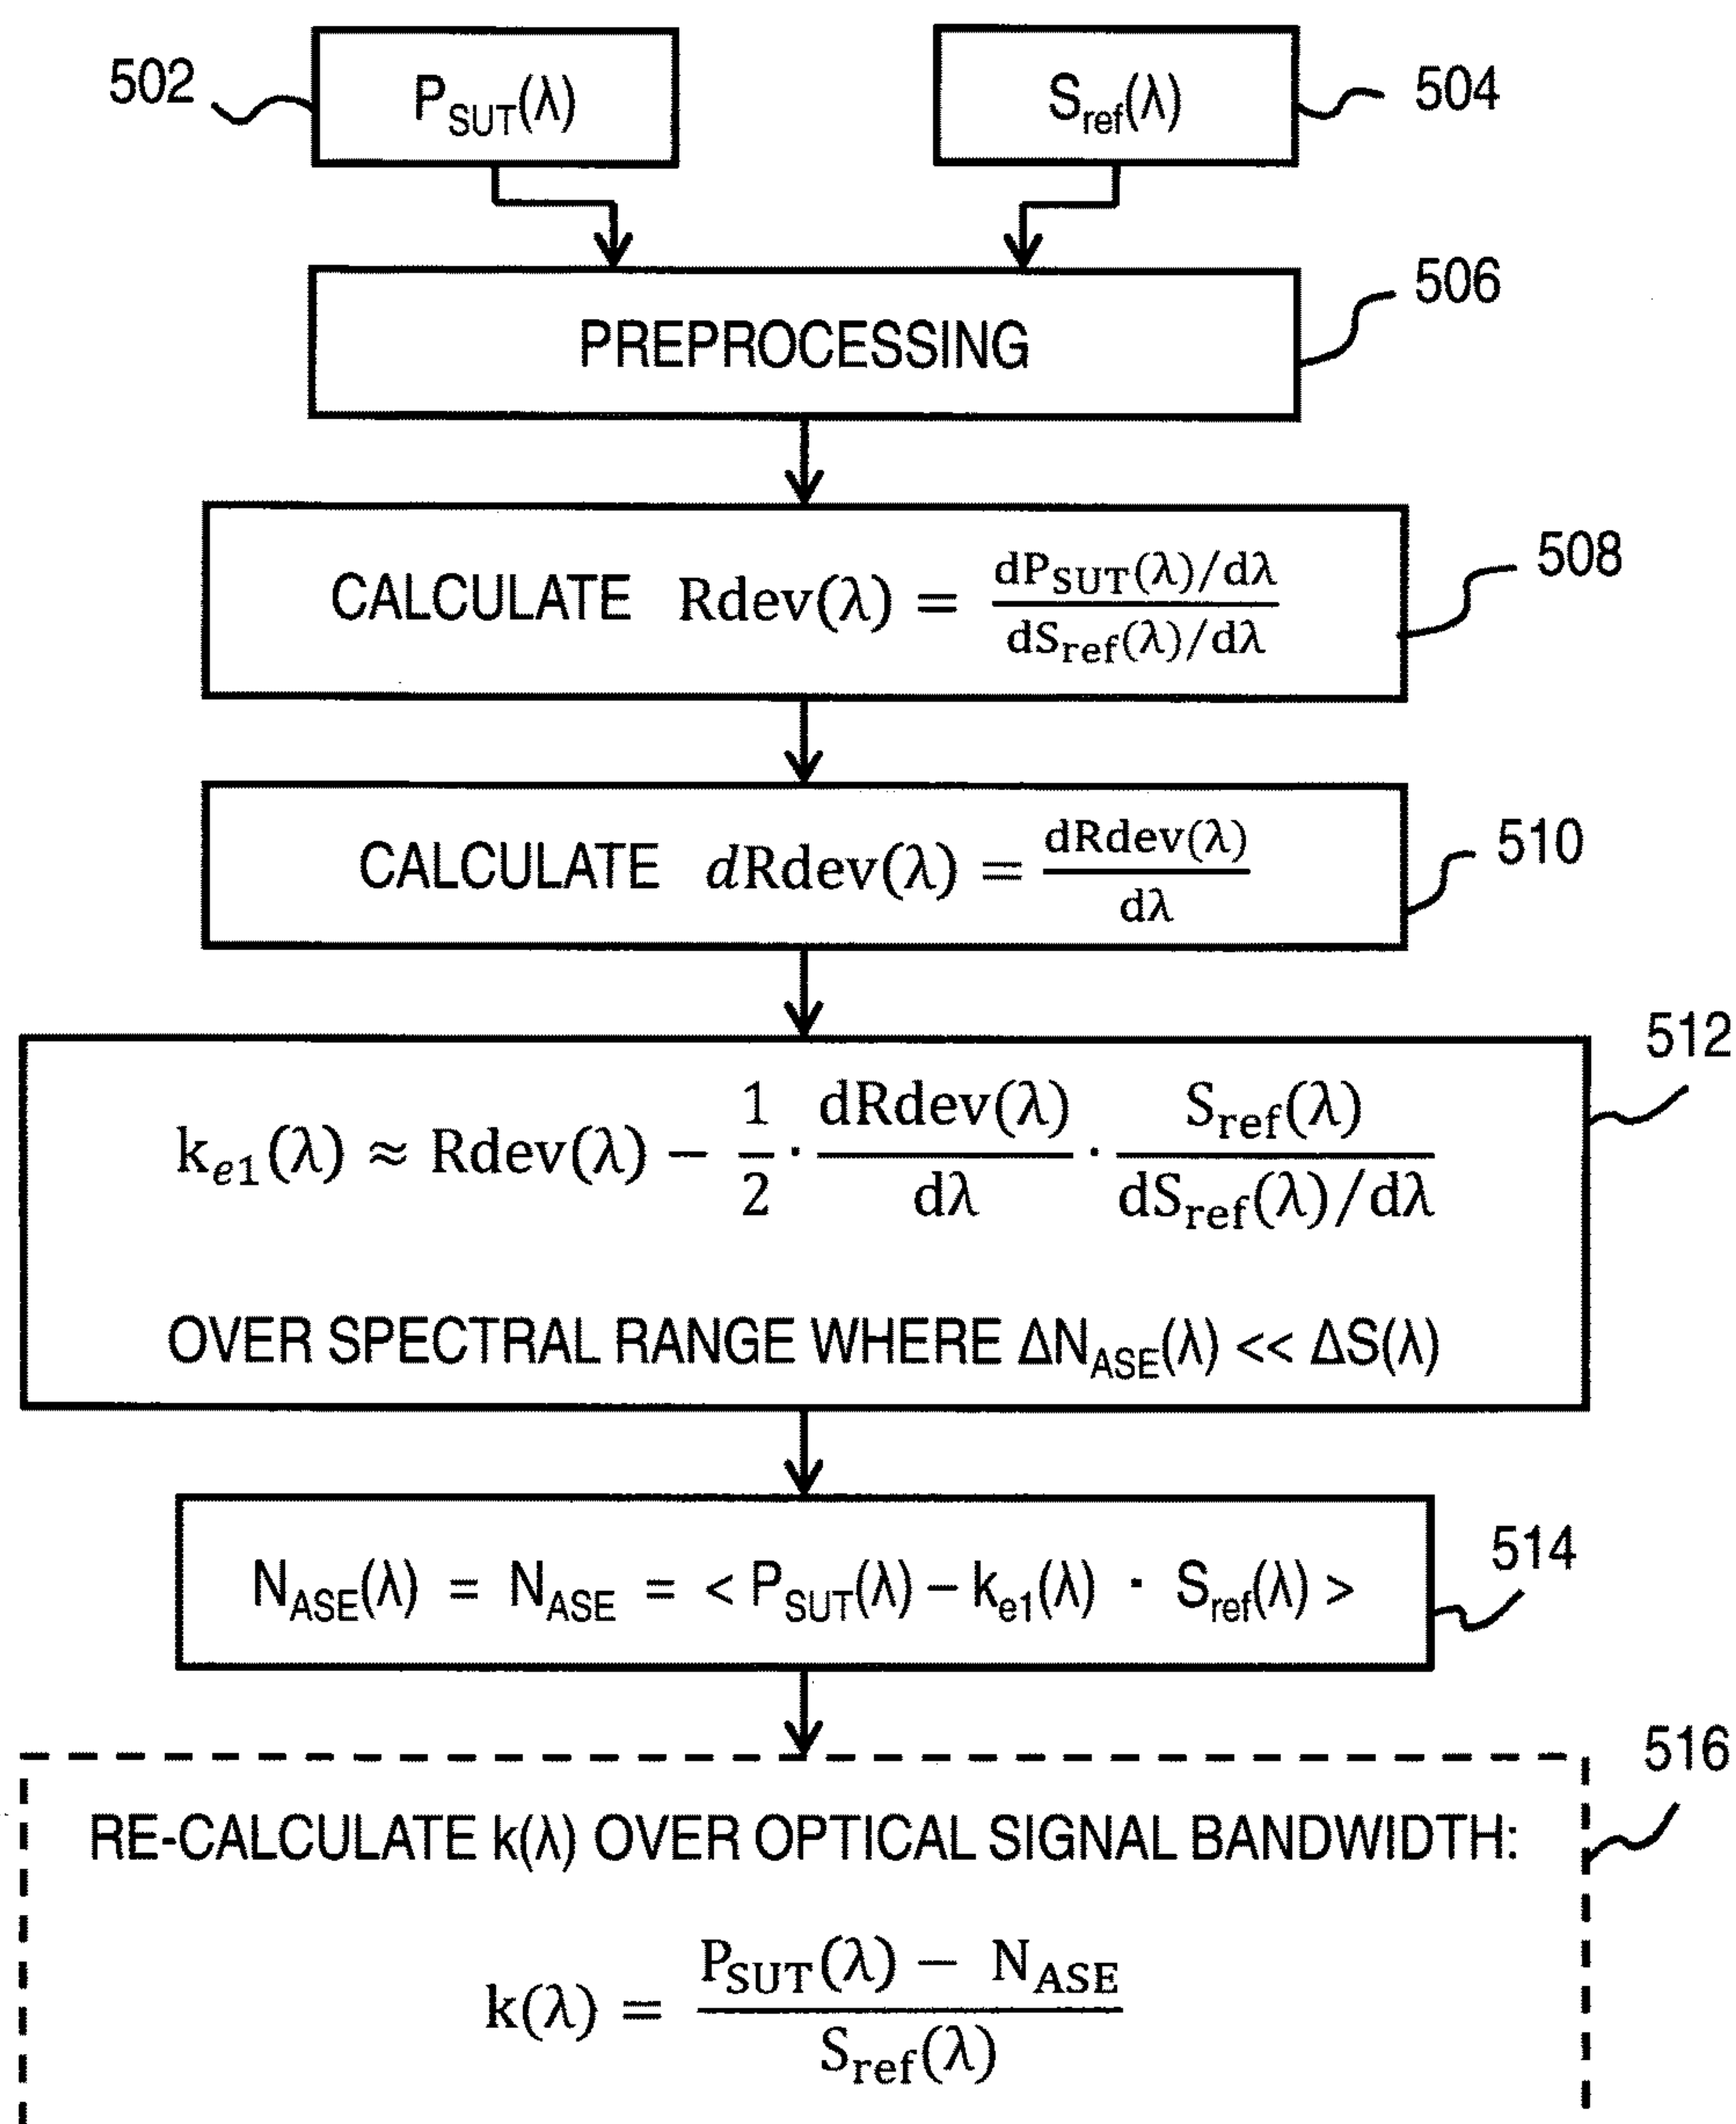 502
P_SUT(λ)
S_ref(λ)
504
PREPROCESSING
506
CALCULATE Rdev(λ) = (dP_SUT(λ)/dλ) / (dS_ref(λ)/dλ)
508
CALCULATE dRdev(λ) = dRdev(λ) / dλ
510
k_e1(λ) ≈ Rdev(λ) − 1/2 · dRdev(λ)/dλ · S_ref(λ) / (dS_ref(λ)/dλ)
512
OVER SPECTRAL RANGE WHERE ΔN_ASE(λ) << ΔS(λ)
N_ASE(λ) = N_ASE = < P_SUT(λ) – k_e1(λ) · S_ref(λ) >
514
516
RE-CALCULATE k(λ) OVER OPTICAL SIGNAL BANDWIDTH:
k(λ) = (P_SUT(λ) − N_ASE) / S_ref(λ)